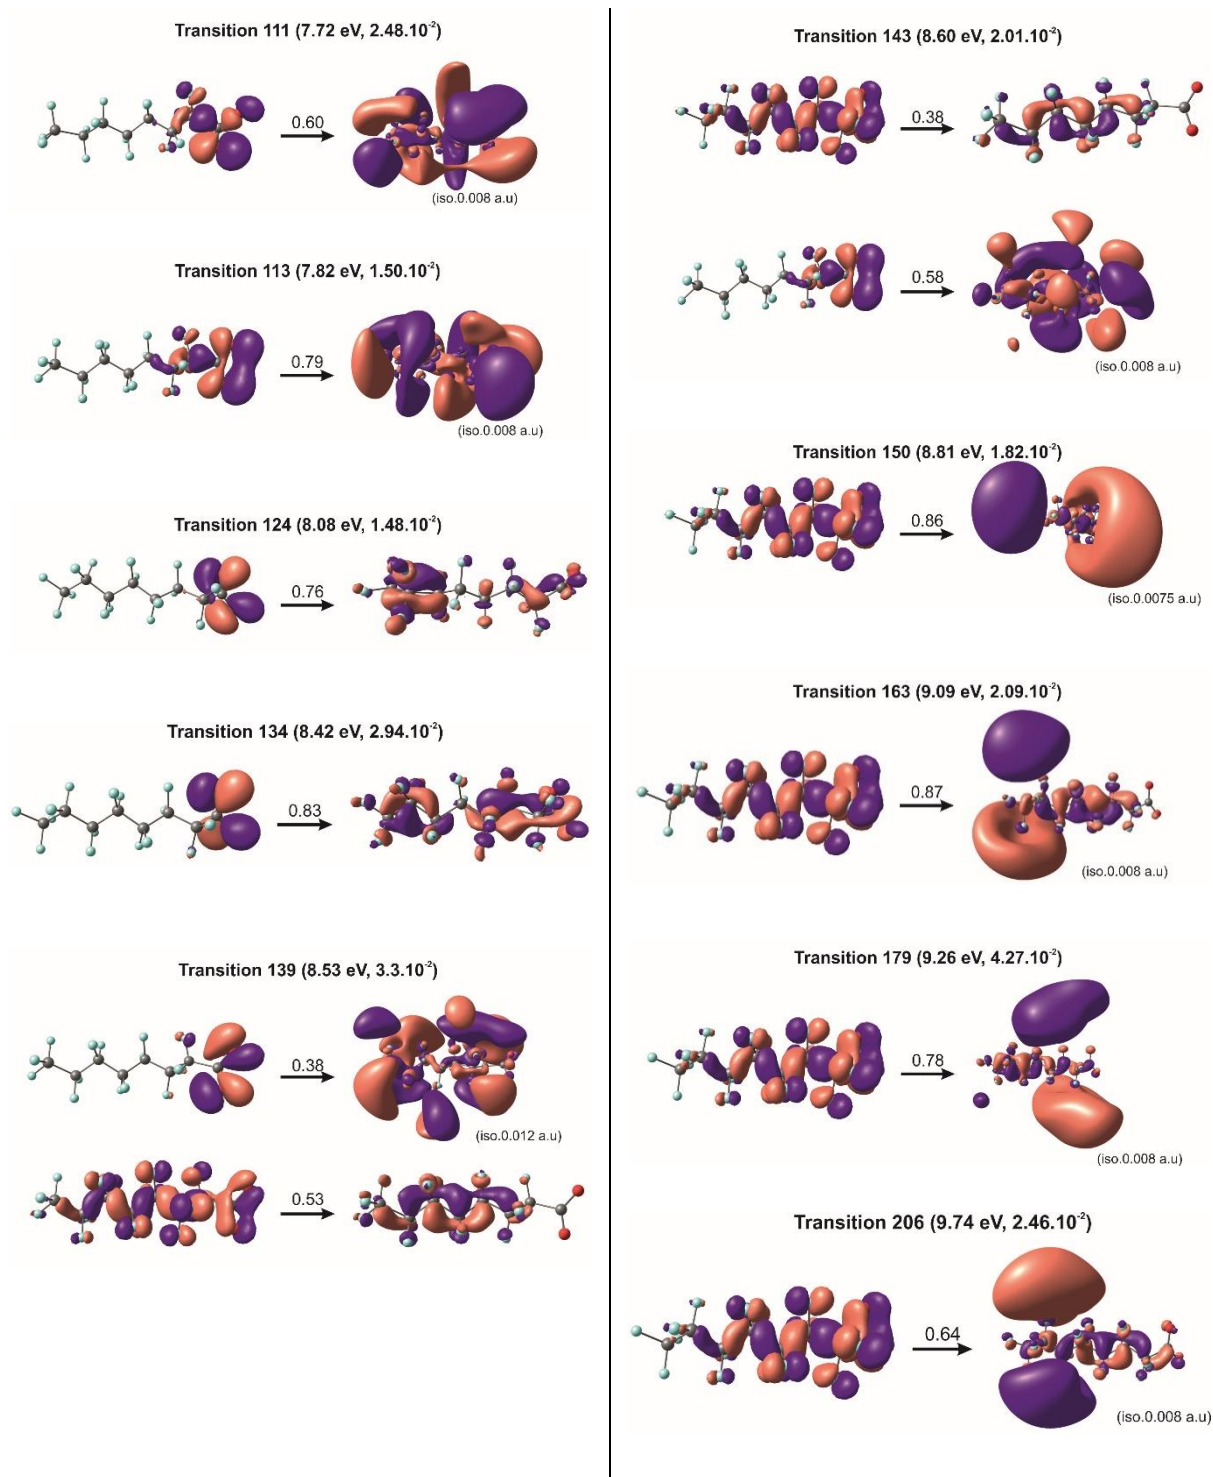 Transition 111 (7.72 eV, 2.48.10⁻²)
0.60
(iso.0.008 a.u)
Transition 113 (7.82 eV, 1.50.10⁻²)
0.79
(iso.0.008 a.u)
Transition 124 (8.08 eV, 1.48.10⁻²)
0.76
Transition 134 (8.42 eV, 2.94.10⁻²)
0.83
Transition 139 (8.53 eV, 3.3.10⁻²)
0.38
(iso.0.012 a.u)
0.53
Transition 143 (8.60 eV, 2.01.10⁻²)
0.38
0.58
(iso.0.008 a.u)
Transition 150 (8.81 eV, 1.82.10⁻²)
0.86
(iso.0.0075 a.u)
Transition 163 (9.09 eV, 2.09.10⁻²)
0.87
(iso.0.008 a.u)
Transition 179 (9.26 eV, 4.27.10⁻²)
0.78
(iso.0.008 a.u)
Transition 206 (9.74 eV, 2.46.10⁻²)
0.64
(iso.0.008 a.u)